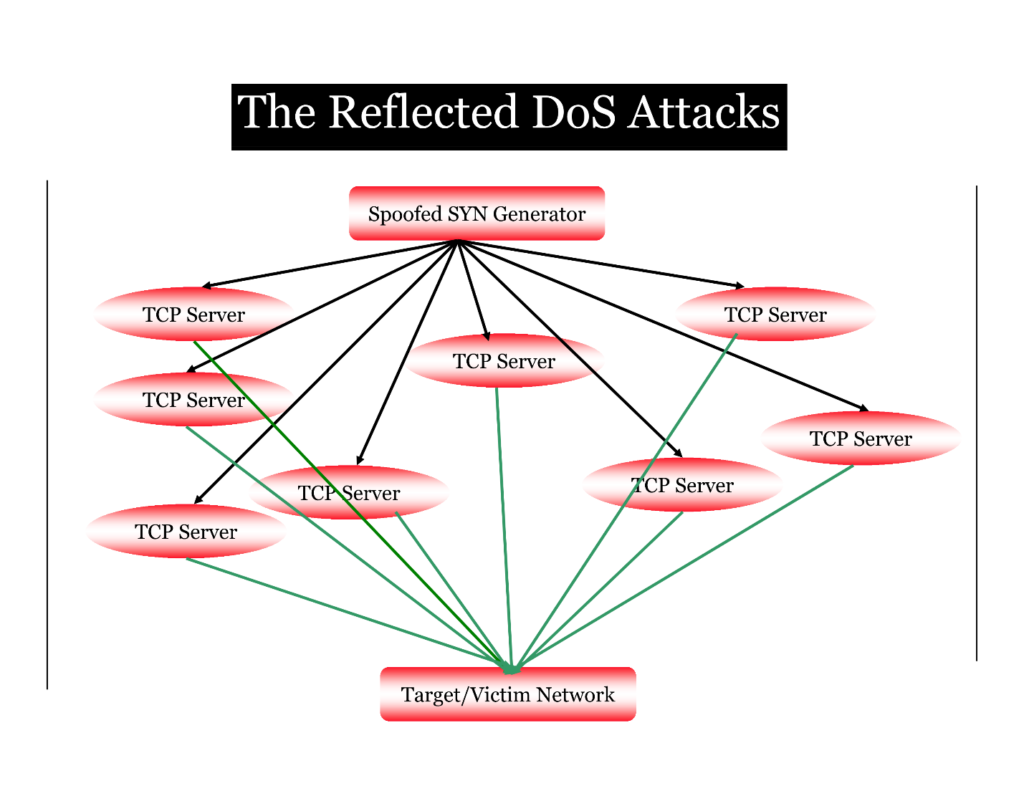 The Reflected DoS Attacks
Spoofed SYN Generator
TCP Server
TCP Server
TCP Server
TCP Server
TCP Server
TCP Server
TCP Server
TCP Server
Target/Victim Network